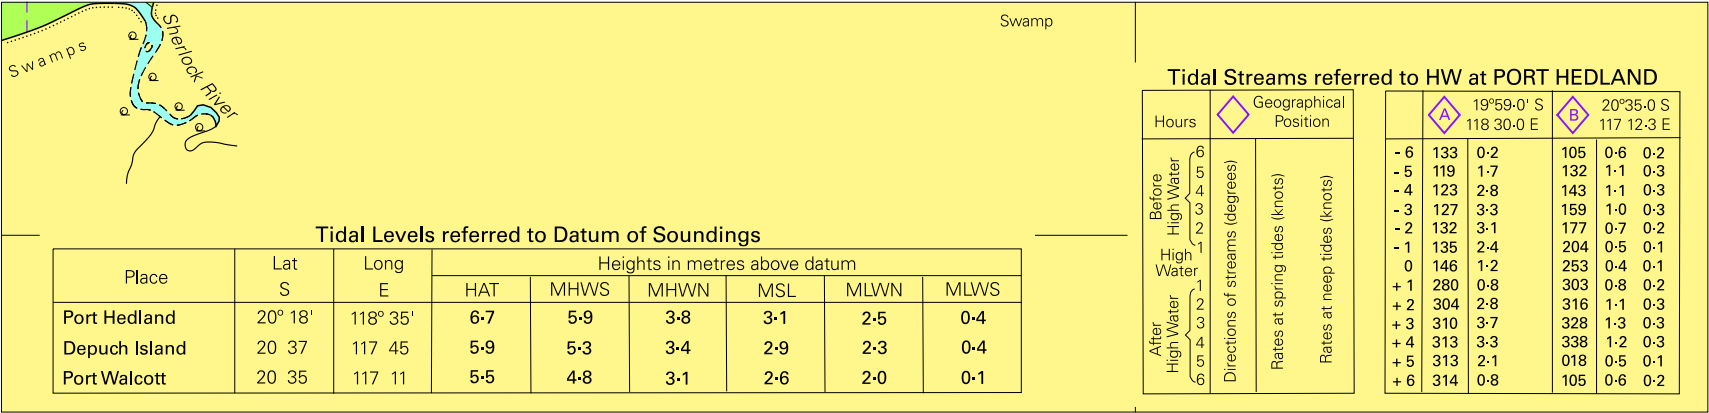 Swamps
Sherlock River
Swamp
Tidal Levels referred to Datum of Soundings
Place Lat S Long E Heights in metres above datum
HAT MHWS MHWN MSL MLWN MLWS
Port Hedland 20º 18' 118º 35' 6·7 5·9 3·8 3·1 2·5 0·4
Depuch Island 20 37 117 45 5·9 5·3 3·4 2·9 2·3 0·4
Port Walcott 20 35 117 11 5·5 4·8 3·1 2·6 2·0 0·1
Tidal Streams referred to HW at PORT HEDLAND
Hours Geographical Position
Before High Water 6 5 4 3 2 1
High Water
After High Water 1 2 3 4 5 6
Directions of streams (degrees)
Rates at spring tides (knots)
Rates at neep tides (knots)
A 19º59·0' S 118 30·0 E B 20º35·0 S 117 12·3 E
- 6 133 0·2 105 0·6 0·2
- 5 119 1·7 132 1·1 0·3
- 4 123 2·8 143 1·1 0·3
- 3 127 3·3 159 1·0 0·3
- 2 132 3·1 177 0·7 0·2
- 1 135 2·4 204 0·5 0·1
0 146 1·2 253 0·4 0·1
+ 1 280 0·8 303 0·8 0·2
+ 2 304 2·8 316 1·1 0·3
+ 3 310 3·7 328 1·3 0·3
+ 4 313 3·3 338 1·2 0·3
+ 5 313 2·1 018 0·5 0·1
+ 6 314 0·8 105 0·6 0·2